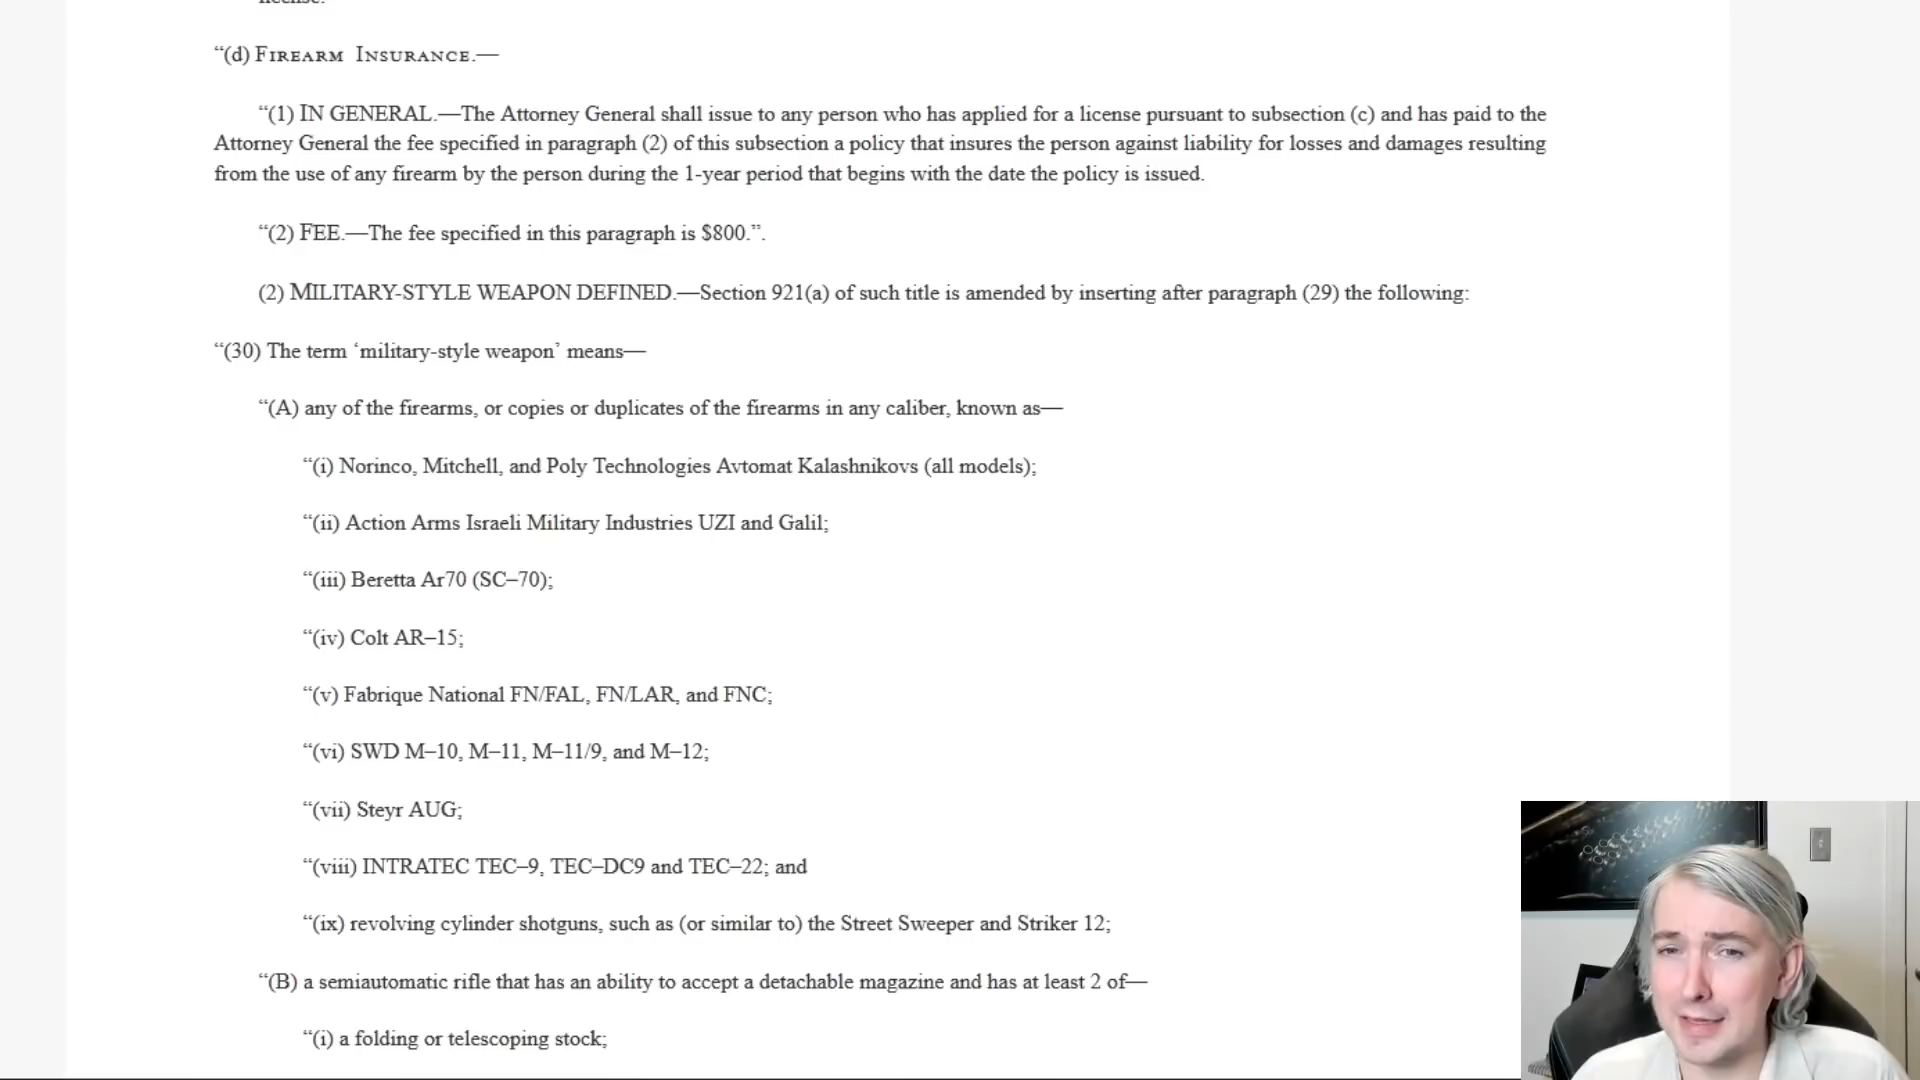 license.
“(d) FIREARM INSURANCE.—
“(1) IN GENERAL.—The Attorney General shall issue to any person who has applied for a license pursuant to subsection (c) and has paid to the
Attorney General the fee specified in paragraph (2) of this subsection a policy that insures the person against liability for losses and damages resulting
from the use of any firearm by the person during the 1-year period that begins with the date the policy is issued.
“(2) FEE.—The fee specified in this paragraph is $800.”.
(2) MILITARY-STYLE WEAPON DEFINED.—Section 921(a) of such title is amended by inserting after paragraph (29) the following:
“(30) The term ‘military-style weapon’ means—
“(A) any of the firearms, or copies or duplicates of the firearms in any caliber, known as—
“(i) Norinco, Mitchell, and Poly Technologies Avtomat Kalashnikovs (all models);
“(ii) Action Arms Israeli Military Industries UZI and Galil;
“(iii) Beretta Ar70 (SC–70);
“(iv) Colt AR–15;
“(v) Fabrique National FN/FAL, FN/LAR, and FNC;
“(vi) SWD M–10, M–11, M–11/9, and M–12;
“(vii) Steyr AUG;
“(viii) INTRATEC TEC–9, TEC–DC9 and TEC–22; and
“(ix) revolving cylinder shotguns, such as (or similar to) the Street Sweeper and Striker 12;
“(B) a semiautomatic rifle that has an ability to accept a detachable magazine and has at least 2 of—
“(i) a folding or telescoping stock;